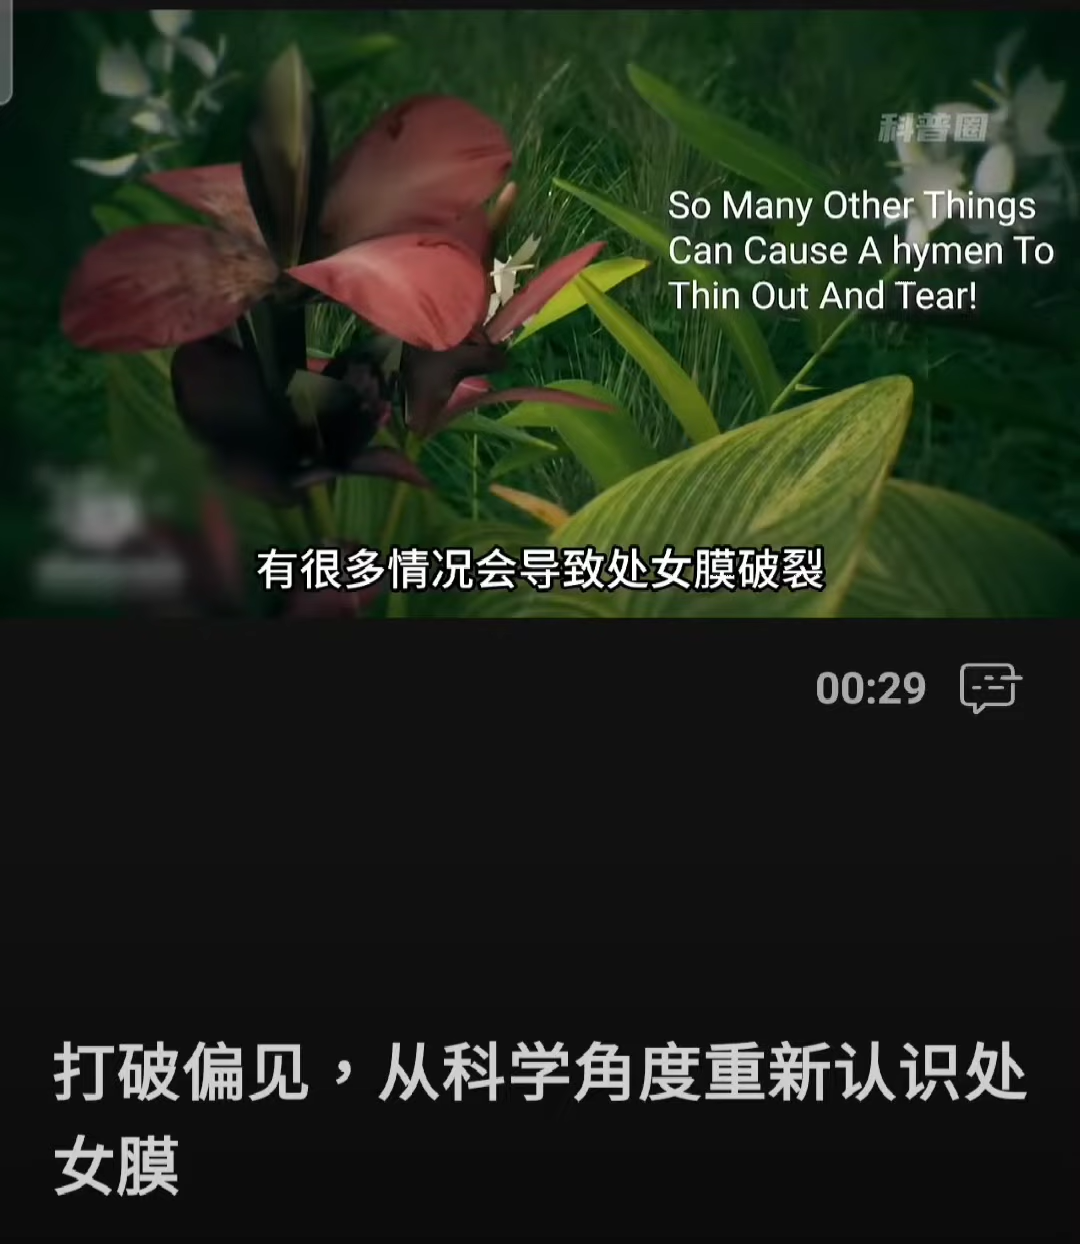 科普圈
So Many Other Things
Can Cause A hymen To
Thin Out And Tear!
有很多情况会导致处女膜破裂
00:29
打破偏见，从科学角度重新认识处
女膜